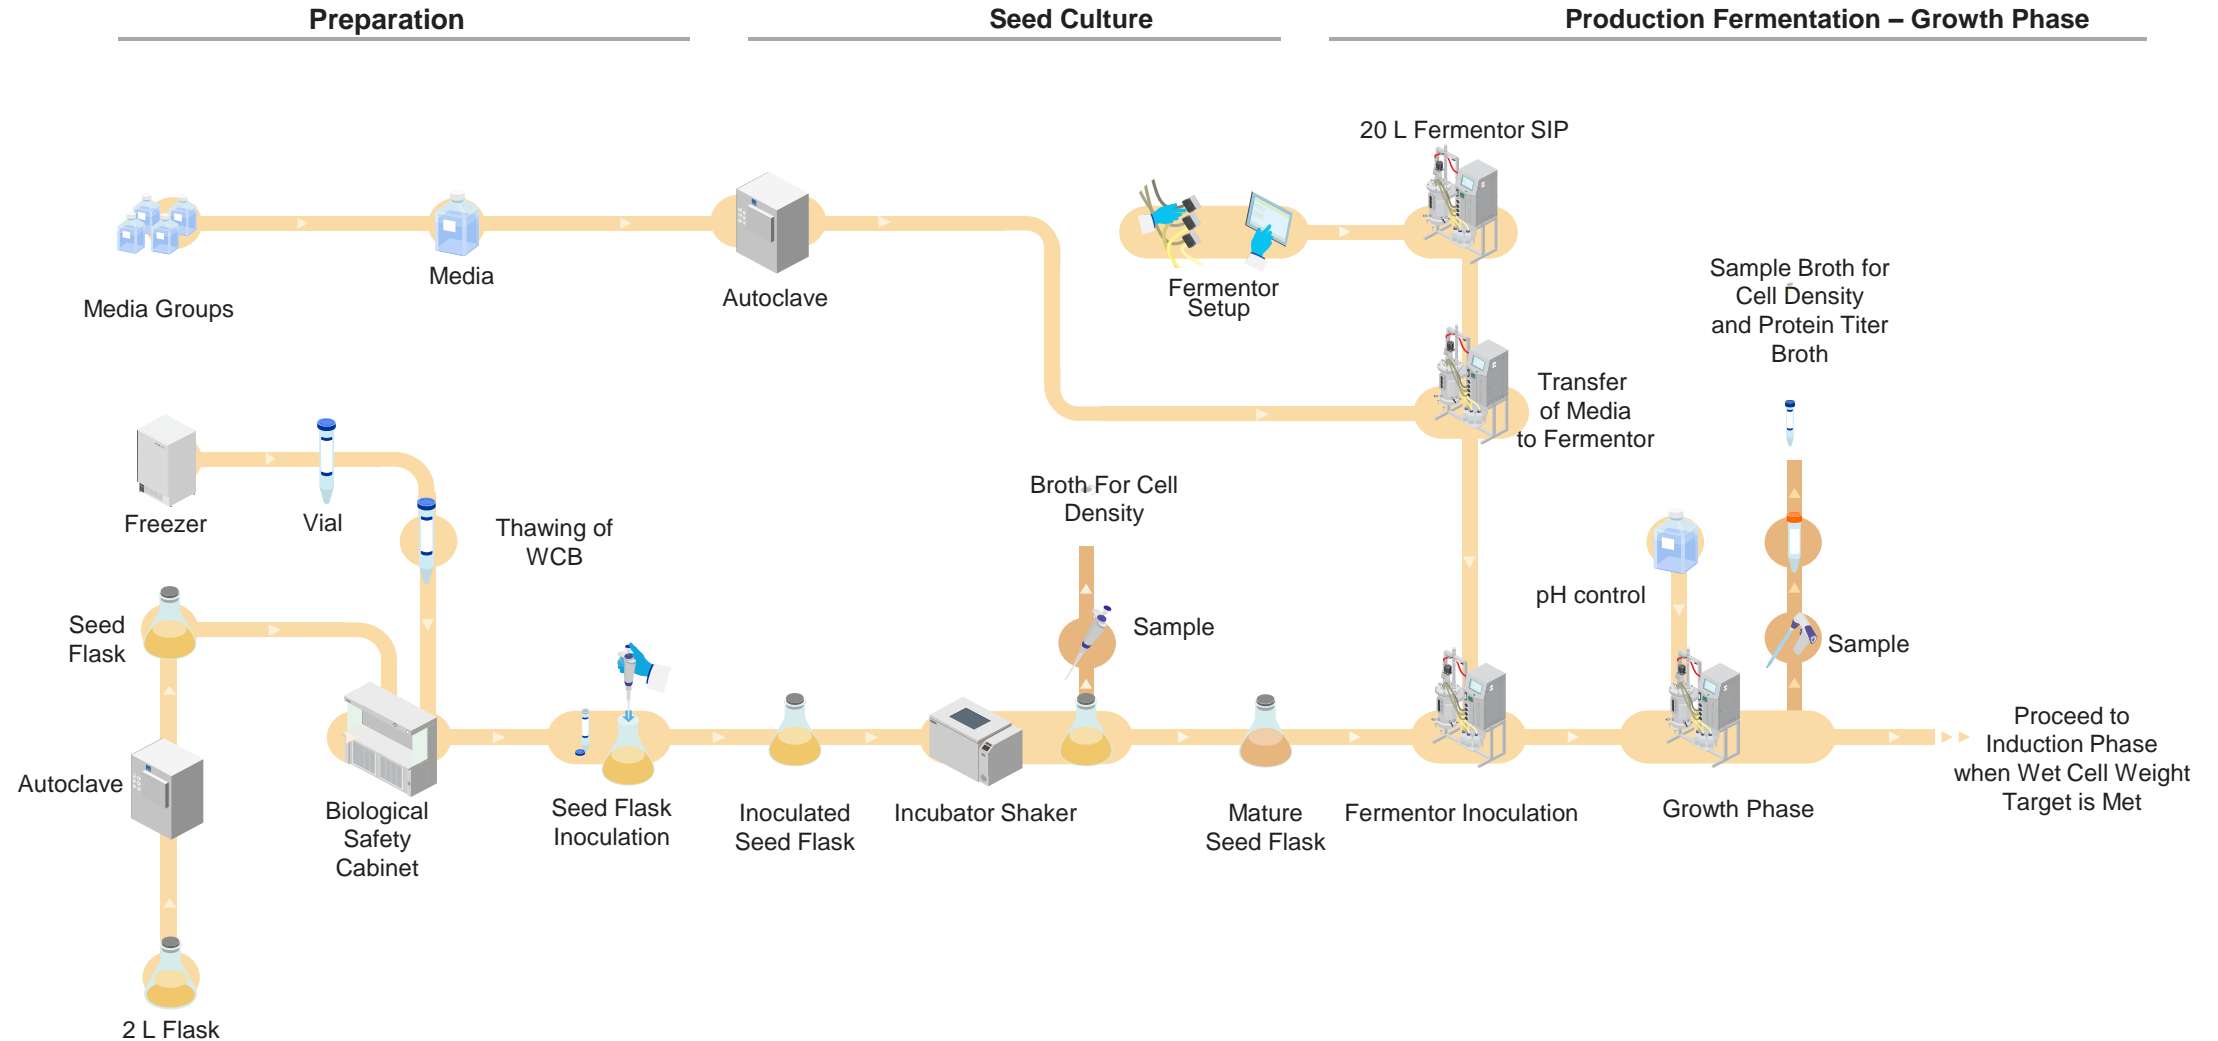 Preparation
Seed Culture
Production Fermentation – Growth Phase
20 L Fermentor SIP
Media Groups
Media
Autoclave
Fermentor
Setup
Sample Broth for
Cell Density
and Protein Titer
Broth
Transfer
of Media
to Fermentor
Freezer
Vial
Thawing of
WCB
Broth For Cell
Density
Seed
Flask
Sample
pH control
Sample
Autoclave
Biological
Safety
Cabinet
Seed Flask
Inoculation
Inoculated
Seed Flask
Incubator Shaker
Mature
Seed Flask
Fermentor Inoculation
Growth Phase
Proceed to
Induction Phase
when Wet Cell Weight
Target is Met
2 L Flask